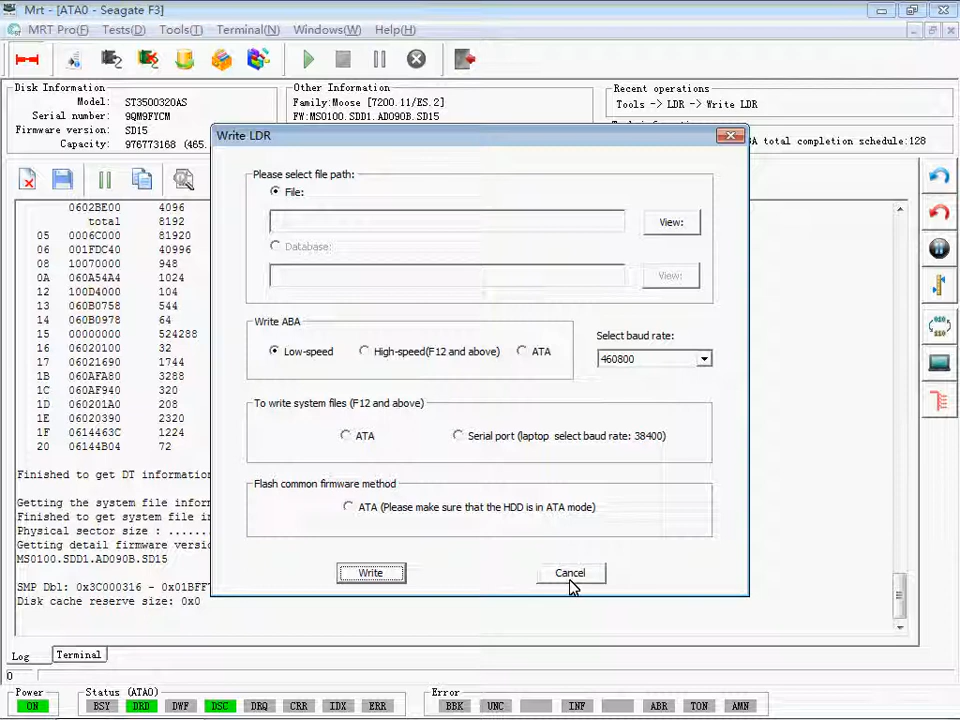 Mrt - [ATA0 - Seagate F3]
MRT Pro(F) Tests(D) Tools(T) Terminal(N) Windows(W) Help(H)
Disk Information
Model: ST3500320AS
Serial number: 9QM9FYCM
Firmware version: SD15
Capacity: 976773168 (465.
Other Information
Family:Moose [7200.11/ES.2]
FW:MS0100.SDD1.AD090B.SD15
Recent operations
Tools -> LDR -> Write LDR
A total completion schedule:128
Write LDR
Please select file path:
File:
View:
Database:
View:
Write ABA
Low-speed High-speed(F12 and above) ATA
Select baud rate:
460800
To write system files (F12 and above)
ATA Serial port (laptop select baud rate: 38400)
Flash common firmware method
ATA (Please make sure that the HDD is in ATA mode)
Write Cancel
0602BE00 4096
total 8192
05 0006C000 81920
06 001FDC40 40996
08 10070000 948
0A 060A54A4 1024
12 100D4000 104
13 060B0758 544
14 060B0978 64
15 00000000 524288
16 06020100 32
17 06021690 1744
1B 060AFA80 3288
1C 060AF940 320
1D 060201A0 208
1E 06020390 2320
1F 0614463C 1224
20 06144B04 72
Finished to get DT information
Getting the system file infor
Finished to get system file in
Physical sector size : ......
Getting detail firmware versio
MS0100.SDD1.AD090B.SD15
SMP Dbl: 0x3C000316 - 0x01BFF
Disk cache reserve size: 0x0
Log Terminal
0
Power
ON
Status (ATA0)
BSY DRD DWF DSC DRQ CRR IDX ERR
Error
BBK UNC INF ABR TON AMN